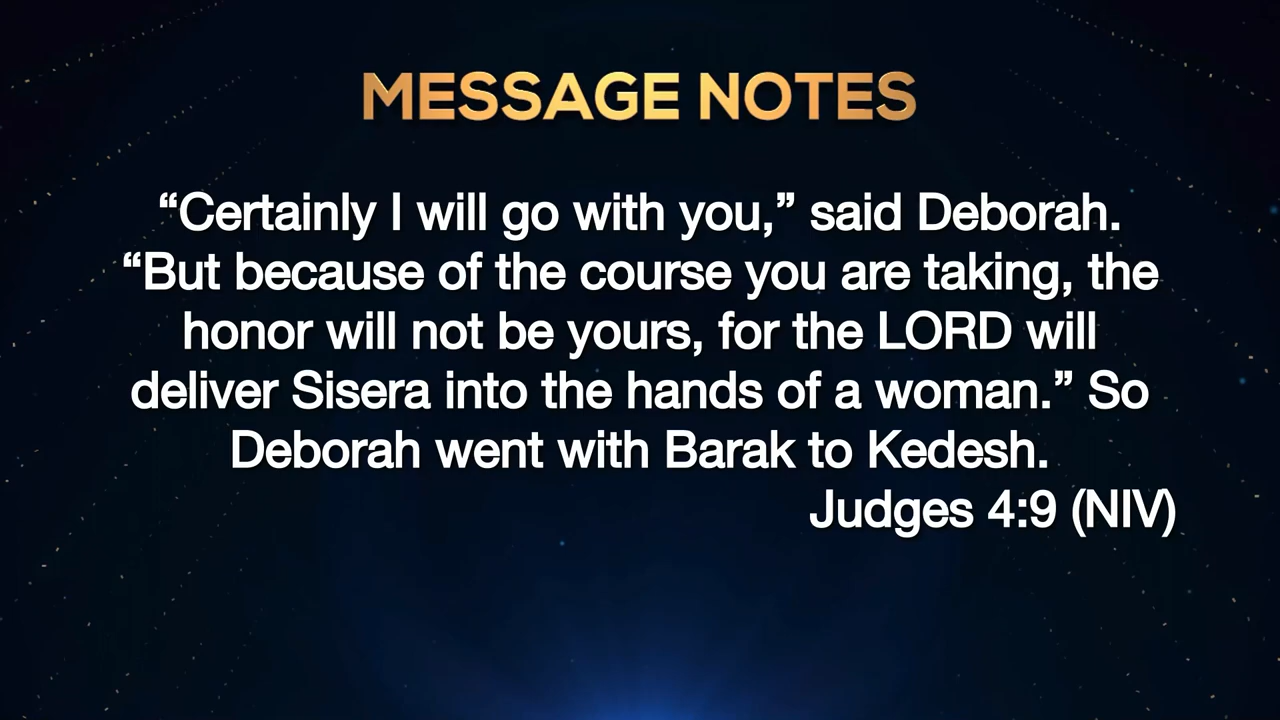 MESSAGE NOTES
“Certainly I will go with you,” said Deborah.
“But because of the course you are taking, the
honor will not be yours, for the LORD will
deliver Sisera into the hands of a woman.” So
Deborah went with Barak to Kedesh.
Judges 4:9 (NIV)